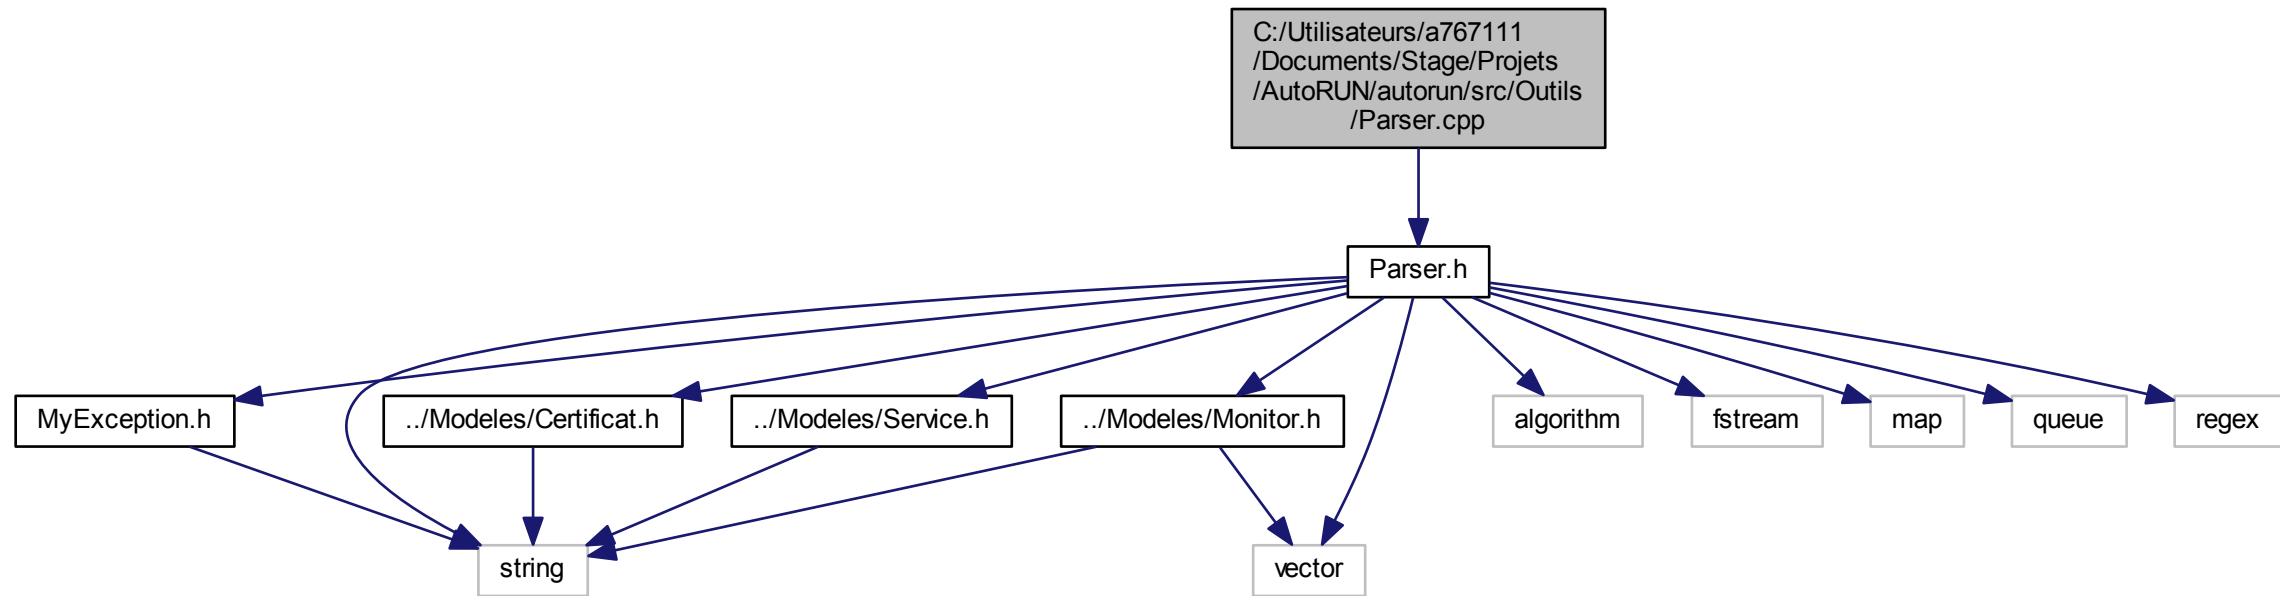 C:/Utilisateurs/a767111
/Documents/Stage/Projets
/AutoRUN/autorun/src/Outils
/Parser.cpp
Parser.h
MyException.h
../Modeles/Certificat.h
../Modeles/Service.h
../Modeles/Monitor.h
algorithm
fstream
map
queue
regex
string
vector